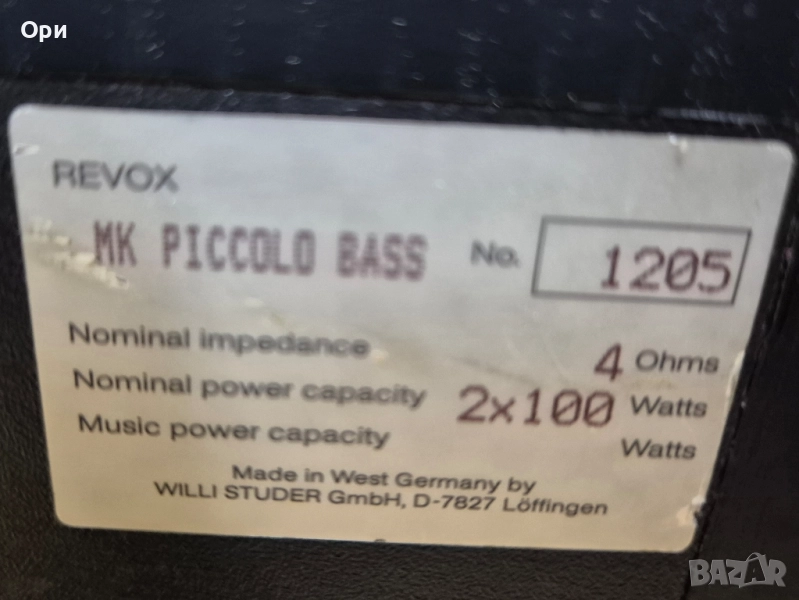 Ори
REVOX
MK PICCOLO BASS No. 1205
Nominal impedance 4 Ohms
Nominal power capacity 2x100 Watts
Music power capacity Watts
Made in West Germany by
WILLI STUDER GmbH, D-7827 Löffingen
BAZAR